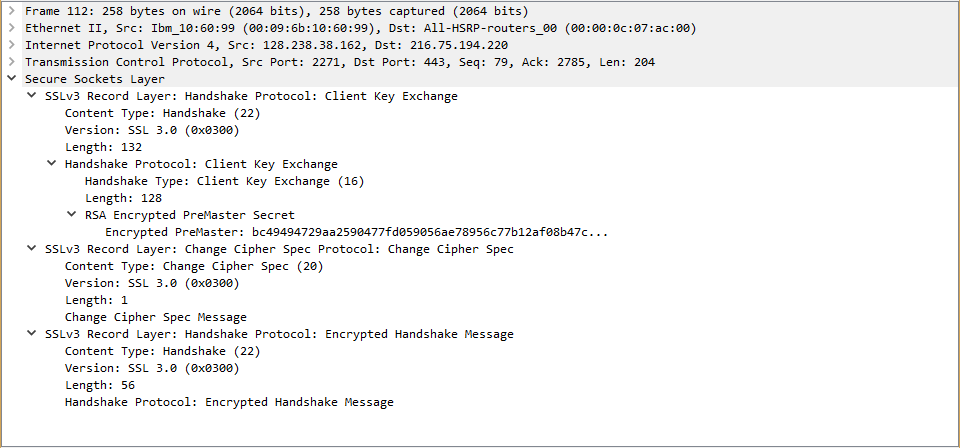 Frame 112: 258 bytes on wire (2064 bits), 258 bytes captured (2064 bits)
Ethernet II, Src: Ibm_10:60:99 (00:09:6b:10:60:99), Dst: All-HSRP-routers_00 (00:00:0c:07:ac:00)
Internet Protocol Version 4, Src: 128.238.38.162, Dst: 216.75.194.220
Transmission Control Protocol, Src Port: 2271, Dst Port: 443, Seq: 79, Ack: 2785, Len: 204
Secure Sockets Layer
SSLv3 Record Layer: Handshake Protocol: Client Key Exchange
Content Type: Handshake (22)
Version: SSL 3.0 (0x0300)
Length: 132
Handshake Protocol: Client Key Exchange
Handshake Type: Client Key Exchange (16)
Length: 128
RSA Encrypted PreMaster Secret
Encrypted PreMaster: bc49494729aa2590477fd059056ae78956c77b12af08b47c...
SSLv3 Record Layer: Change Cipher Spec Protocol: Change Cipher Spec
Content Type: Change Cipher Spec (20)
Version: SSL 3.0 (0x0300)
Length: 1
Change Cipher Spec Message
SSLv3 Record Layer: Handshake Protocol: Encrypted Handshake Message
Content Type: Handshake (22)
Version: SSL 3.0 (0x0300)
Length: 56
Handshake Protocol: Encrypted Handshake Message